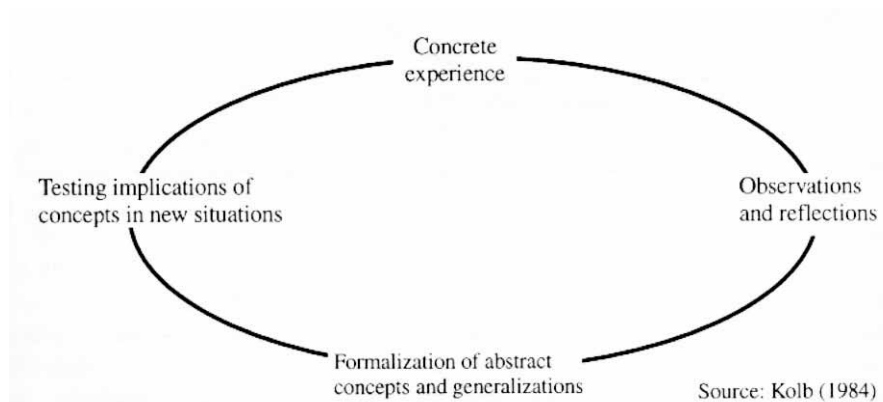 Concrete
experience
Testing implications of
concepts in new situations
Observations
and reflections
Formalization of abstract
concepts and generalizations
Source: Kolb (1984)